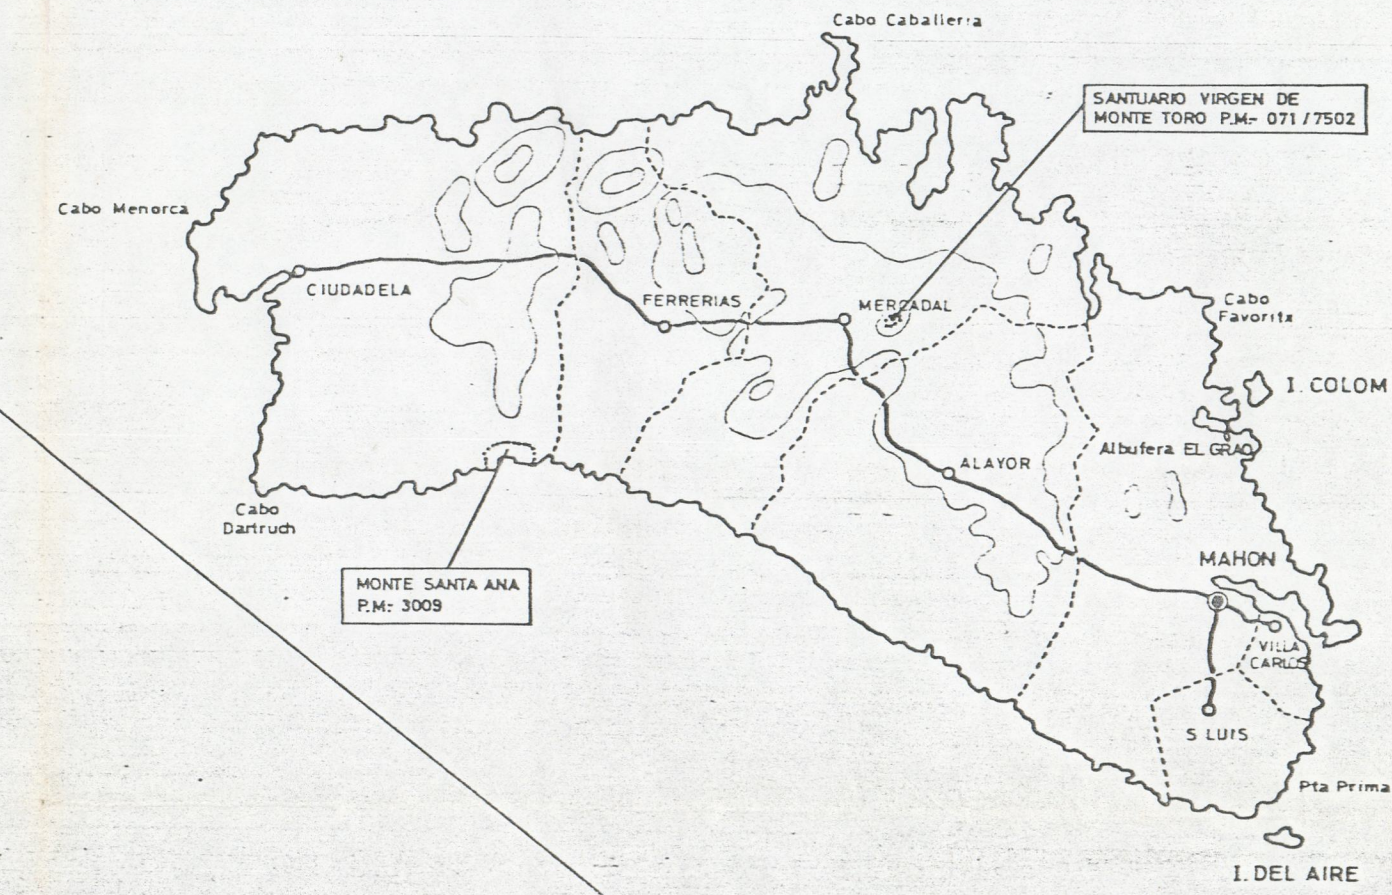 Cabo Caballeria
SANTUARIO VIRGEN DE
MONTE TORO P.M:- 071/7502
Cabo Menorca
CIUDADELA
FERRERIAS
MERCADAL
Cabo
Favoritx
I. COLOM
Albufera EL GRAO
ALAYOR
Cabo
Dartruch
MONTE SANTA ANA
P.M:- 3009
MAHON
VILLA
CARLOS
S LUIS
Pta Prima
I. DEL AIRE